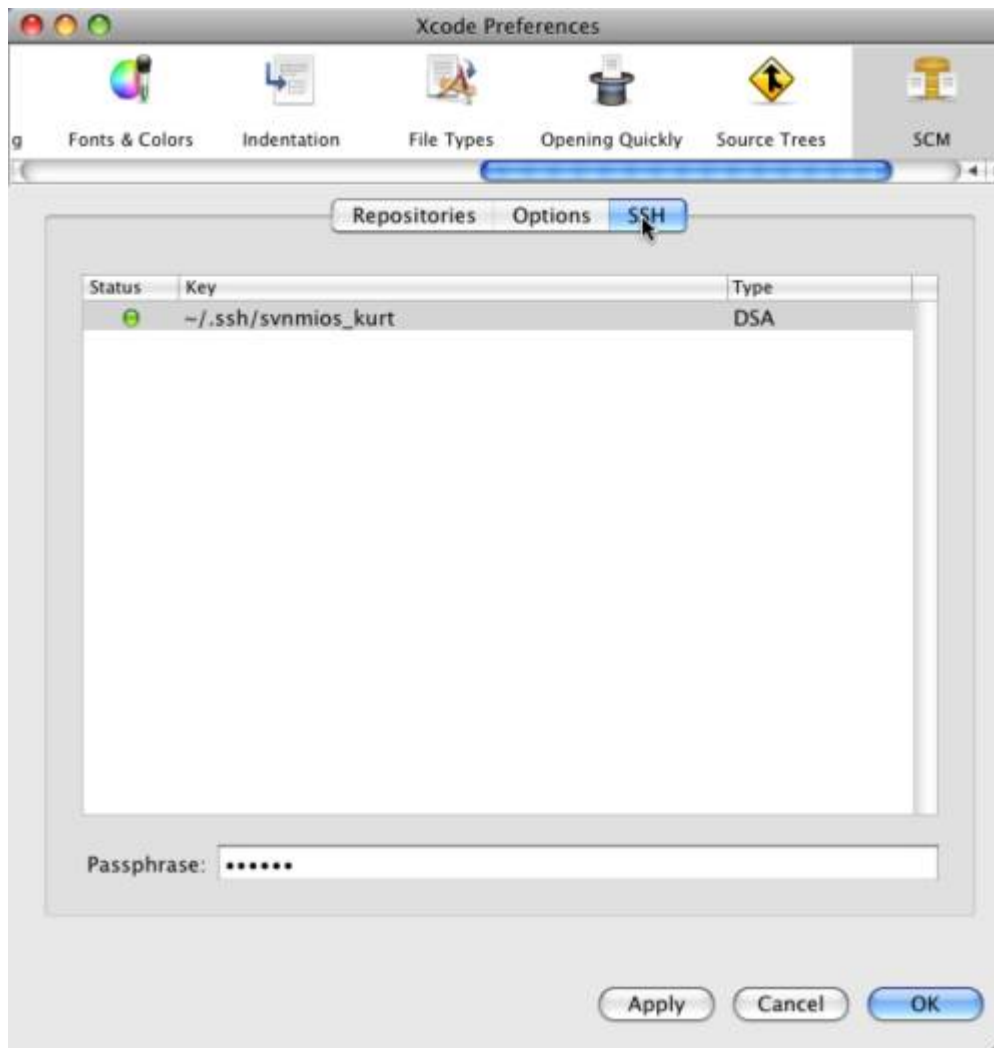 Xcode Preferences
g Fonts & Colors Indentation File Types Opening Quickly Source Trees SCM
Repositories Options SSH
Status Key Type
~/.ssh/svnmios_kurt DSA
Passphrase: ••••••
Apply Cancel OK